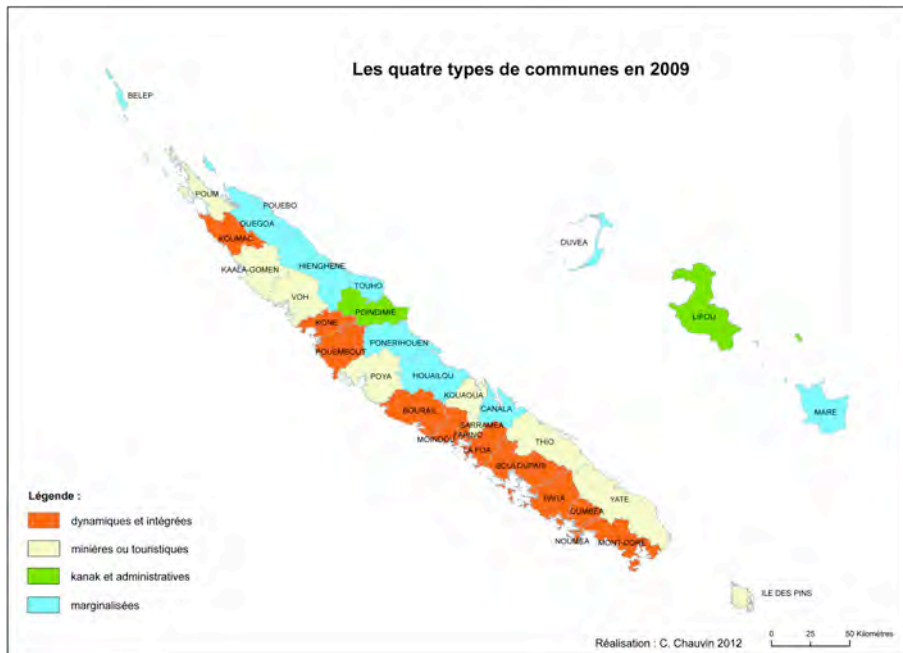 Les quatre types de communes en 2009
BELEP
POUM
POUEBO
OUEGOA
KOUMAC
KAALA-GOMEN
HIENGHENE
VOH
TOUHO
POINDIMIE
KONE
PONERIHOUEN
POUEMBOUT
POYA
HOUAILOU
KOUAOUA
BOURAIL
CANALA
SARRAMEA
FARINO
MOINDOU
LA FOA
THIO
BOULOUPARI
YATE
PAITA
DUMBEA
NOUMEA
MONT-DORE
ILE DES PINS
OUVEA
LIFOU
MARE
Légende :
dynamiques et intégrées
minières ou touristiques
kanak et administratives
marginalisées
0 25 50 Kilomètres
Réalisation : C. Chauvin 2012